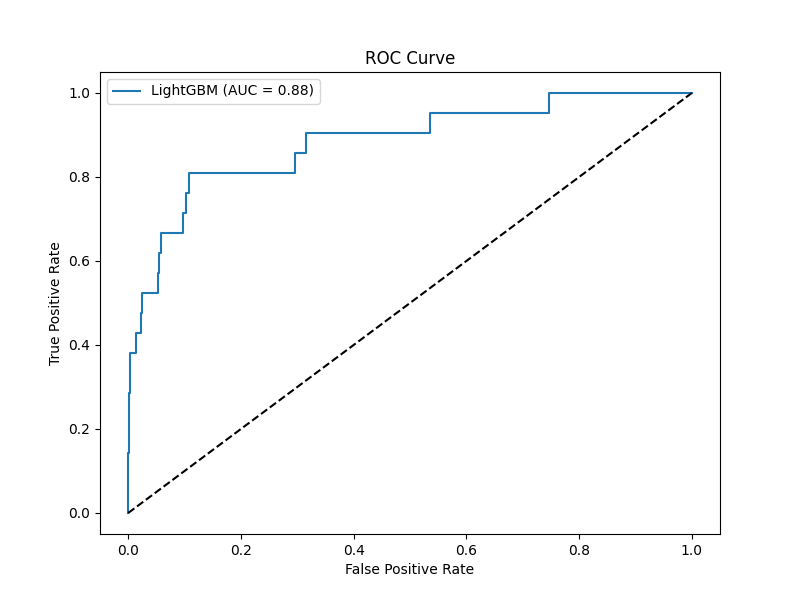 ROC Curve
LightGBM (AUC = 0.88)
1.0
0.8
0.6
0.4
0.2
0.0
True Positive Rate
0.0 0.2 0.4 0.6 0.8 1.0
False Positive Rate